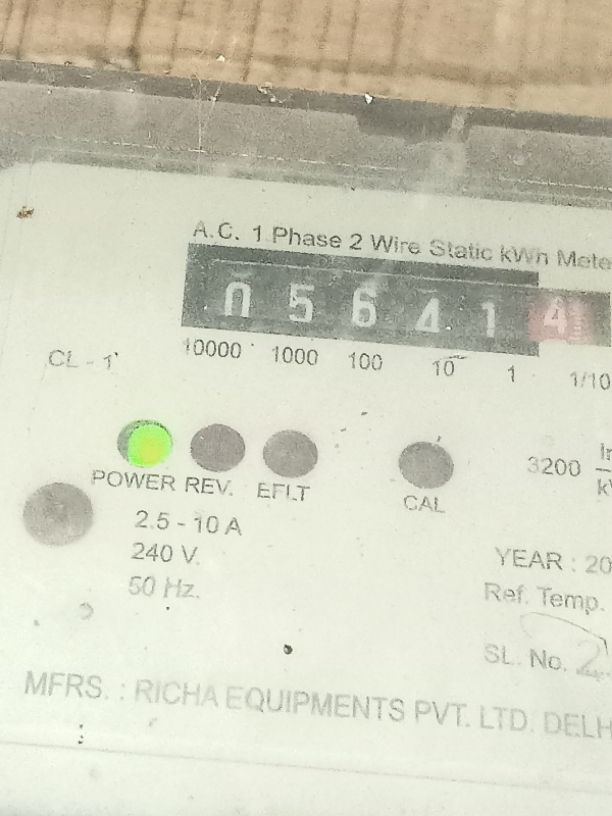 A.C. 1 Phase 2 Wire Static kWh Mete
0 5 6 4 1 4
10000 1000 100 10 1 1/10
CL - 1
3200
POWER REV. EFLT
CAL
2.5 - 10 A
240 V.
50 Hz.
YEAR : 20
Ref. Temp.
SL. No. 2
MFRS. : RICHA EQUIPMENTS PVT. LTD. DELH